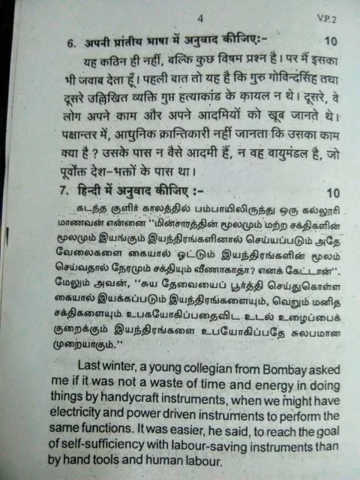 4
V.P.2
6. अपनी प्रांतीय भाषा में अनुवाद कीजिए:- 10
यह कठिन ही नहीं, बल्कि कुछ विषम प्रश्न है। पर मैं इसका
भी जवाब देता हूँ। पहली बात तो यह है कि गुरु गोविन्दसिंह तथा
दूसरे उल्लिखित व्यक्ति गुप्त हत्याकांड के कायल न थे। दूसरे, वे
लोग अपने काम और अपने आदमियों को खूब जानते थे।
पक्षान्तर में, आधुनिक क्रान्तिकारी नहीं जानता कि उसका काम
क्या है ? उसके पास न वैसे आदमी हैं, न वह वायुमंडल है, जो
पूर्वोक्त देश-भक्तों के पास था।
7. हिन्दी में अनुवाद कीजिए :- 10
கடந்த குளிர் காலத்தில் பம்பாயிலிருந்து ஒரு கல்லூரி
மாணவன் என்னை "மின்சாரத்தின் மூலமும் மற்ற சக்திகளின்
மூலமும் இயங்கும் இயந்திரங்களினால் செய்யப்படும் அதே
வேலைகளை கையால் ஓட்டும் இயந்திரங்களின் மூலம்
செய்வதால் நேரமும் சக்தியும் வீணாகாதா? எனக் கேட்டான்".
மேலும் அவன், "சுய தேவையைப் பூர்த்தி செய்துகொள்ள
கையால் இயக்கப்படும் இயந்திரங்களையும், வெறும் மனித
சக்திகளையும் உபயோகிப்பதைவிட உடல் உழைப்பைக்
குறைக்கும் இயந்திரங்களை உபயோகிப்பதே சுலபமான
முறையாகும்."
Last winter, a young collegian from Bombay asked
me if it was not a waste of time and energy in doing
things by handycraft instruments, when we might have
electricity and power driven instruments to perform the
same functions. It was easier, he said, to reach the goal
of self-sufficiency with labour-saving instruments than
by hand tools and human labour.